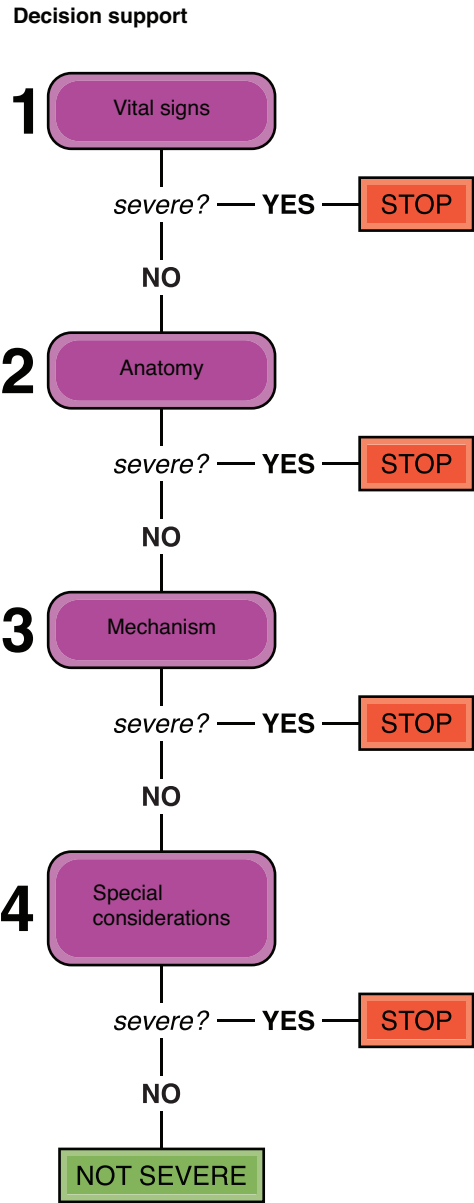 Decision support
1
Vital signs
severe? YES STOP
NO
2
Anatomy
severe? YES STOP
NO
3
Mechanism
severe? YES STOP
NO
4
Special
considerations
severe? YES STOP
NO
NOT SEVERE